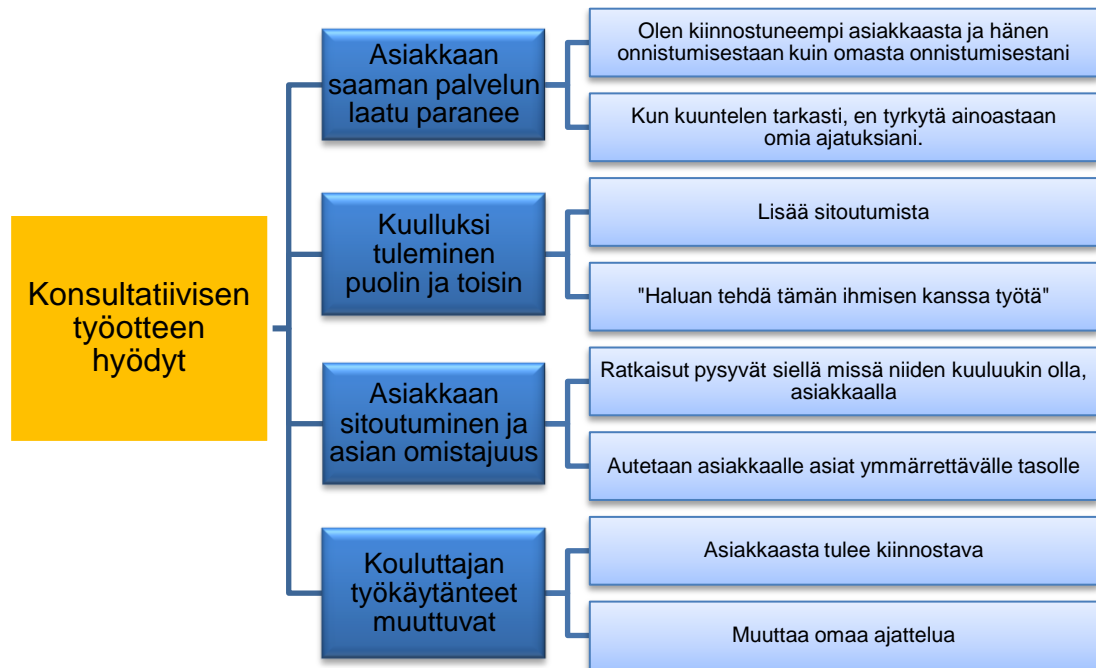 Konsultatiivisen
työotteen
hyödyt
Asiakkaan
saaman palvelun
laatu paranee
Olen kiinnostuneempi asiakkaasta ja hänen
onnistumisestaan kuin omasta onnistumisestani
Kun kuuntelen tarkasti, en tyrkytä ainoastaan
omia ajatuksiani.
Kuulluksi
tuleminen
puolin ja toisin
Lisää sitoutumista
"Haluan tehdä tämän ihmisen kanssa työtä"
Asiakkaan
sitoutuminen ja
asian omistajuus
Ratkaisut pysyvät siellä missä niiden kuuluukin olla,
asiakkaalla
Autetaan asiakkaalle asiat ymmärrettävälle tasolle
Kouluttajan
työkäytänteet
muuttuvat
Asiakkaasta tulee kiinnostava
Muuttaa omaa ajattelua